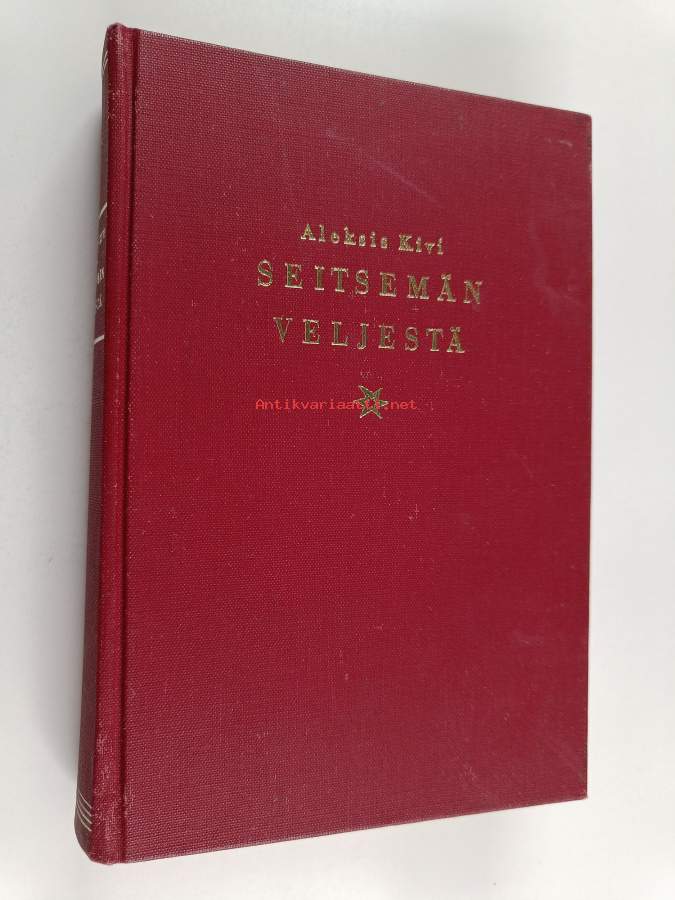 Aleksis Kivi
SEITSEMÄN
VELJESTÄ
Antikvariaatti.net